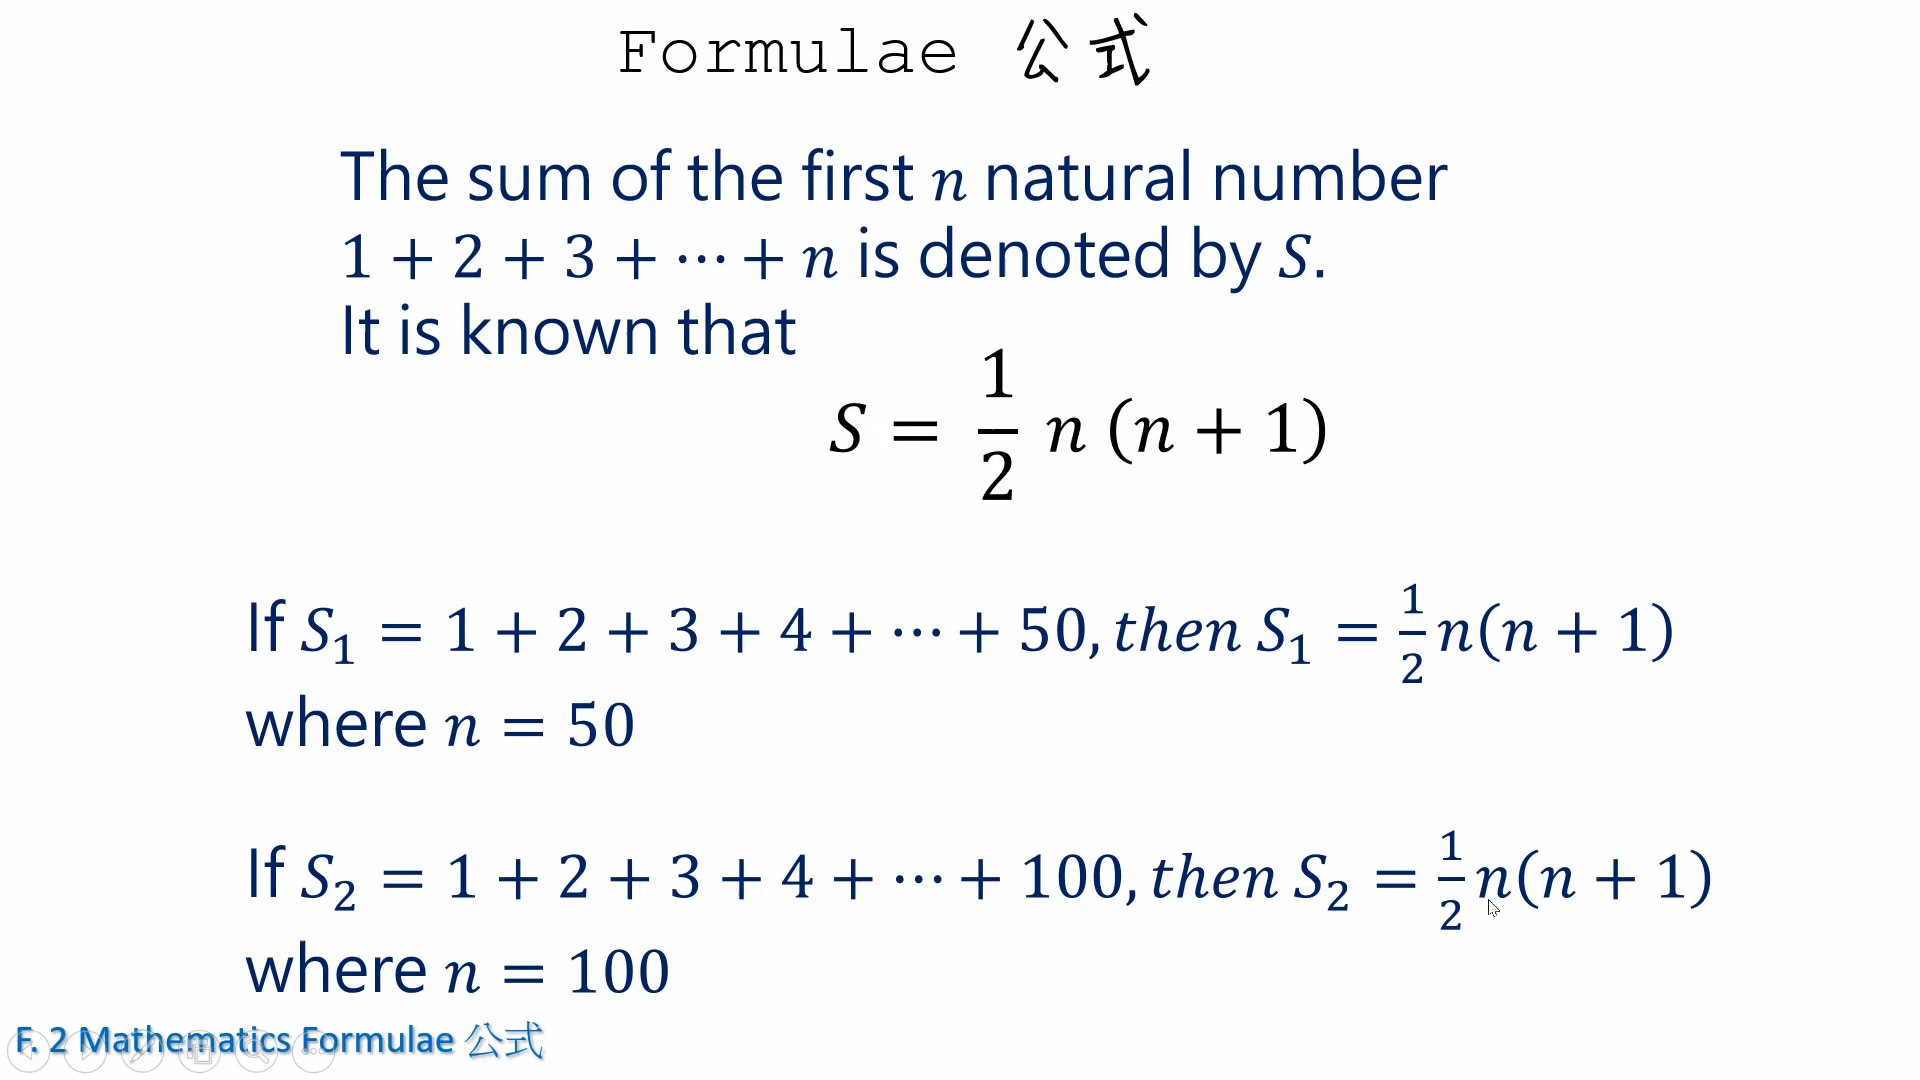 Formulae 公式
The sum of the first n natural number
1 + 2 + 3 + ⋯ + n is denoted by S.
It is known that
S = 1/2 n (n + 1)
If S₁ = 1 + 2 + 3 + 4 + ⋯ + 50, then S₁ = 1/2 n(n + 1)
where n = 50
If S₂ = 1 + 2 + 3 + 4 + ⋯ + 100, then S₂ = 1/2 n(n + 1)
where n = 100
F. 2 Mathematics Formulae 公式